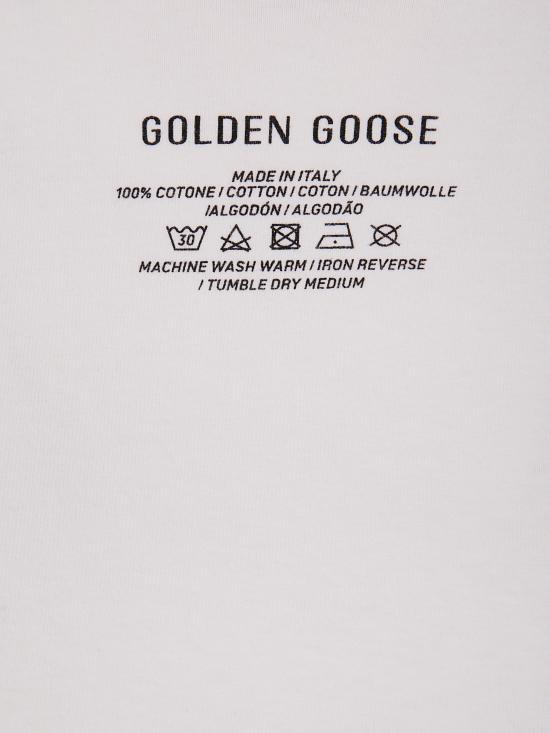 GOLDEN GOOSE
MADE IN ITALY
100% COTONE / COTTON / COTON / BAUMWOLLE
/ALGODÓN / ALGODÃO
30
MACHINE WASH WARM / IRON REVERSE
/ TUMBLE DRY MEDIUM